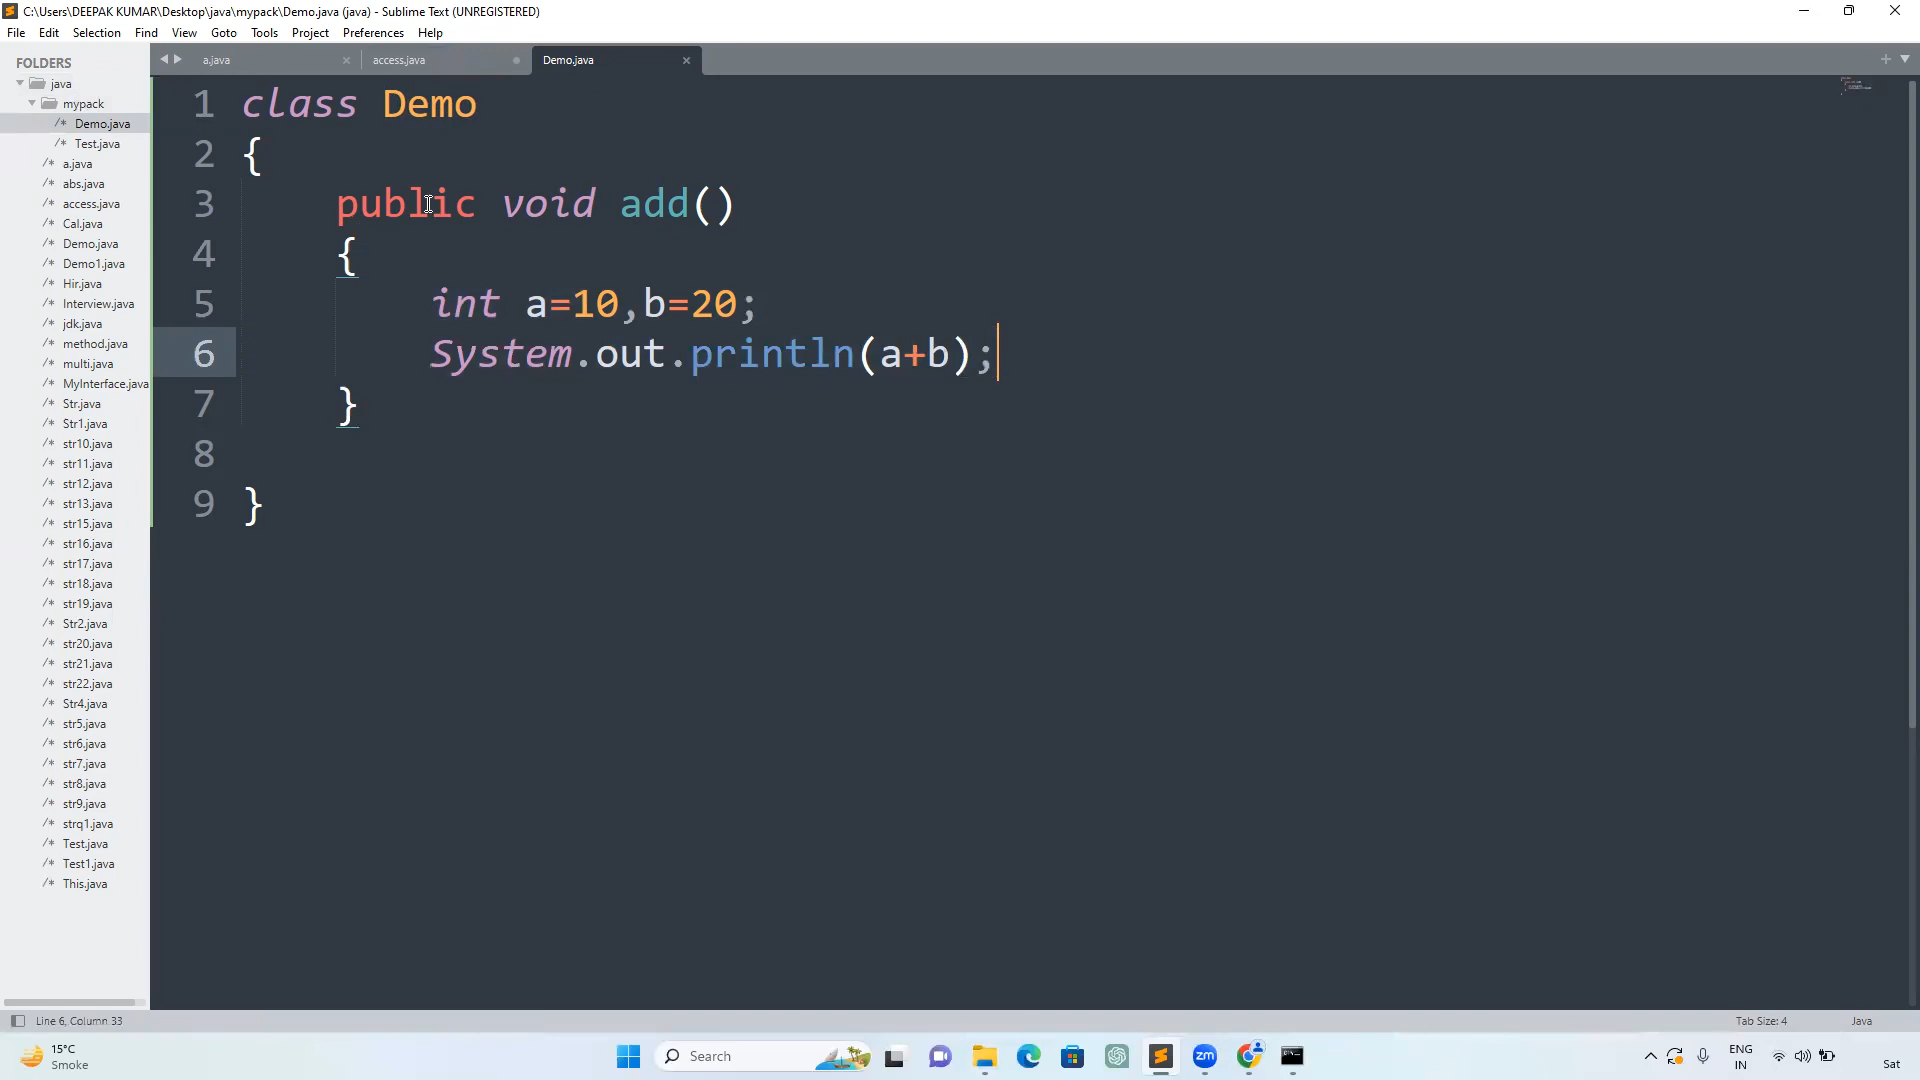 C:\Users\DEEPAK KUMAR\Desktop\java\mypack\Demo.java (java) - Sublime Text (UNREGISTERED)
File Edit Selection Find View Goto Tools Project Preferences Help
FOLDERS
java
mypack
/* Demo.java
/* Test.java
/* a.java
/* abs.java
/* access.java
/* Cal.java
/* Demo.java
/* Demo1.java
/* Hir.java
/* Interview.java
/* jdk.java
/* method.java
/* multi.java
/* MyInterface.java
/* Str.java
/* Str1.java
/* str10.java
/* str11.java
/* str12.java
/* str13.java
/* str15.java
/* str16.java
/* str17.java
/* str18.java
/* str19.java
/* Str2.java
/* str20.java
/* str21.java
/* str22.java
/* Str4.java
/* str5.java
/* str6.java
/* str7.java
/* str8.java
/* str9.java
/* strq1.java
/* Test.java
/* Test1.java
/* This.java
a.java access.java Demo.java
1 class Demo
2 {
3 public void add()
4 {
5 int a=10,b=20;
6 System.out.println(a+b);
7 }
8
9 }
Line 6, Column 33 Tab Size: 4 Java
15°C
Smoke
Search
zm
ENG
IN
Sat